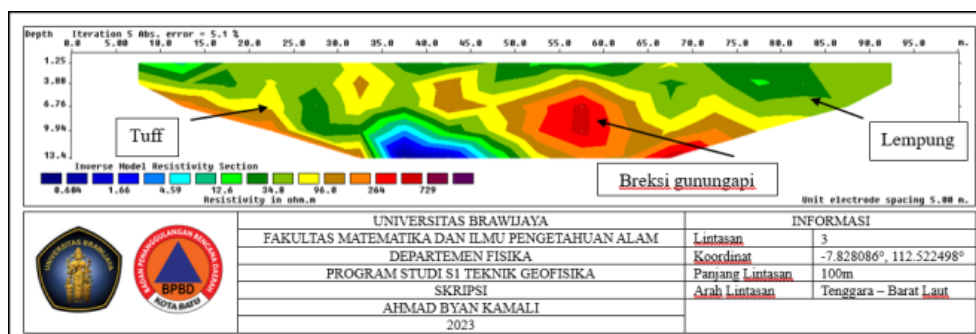 Depth Iteration 5 Abs. error = 5.1 %
0.0 5.00 10.0 15.0 20.0 25.0 30.0 35.0 40.0 45.0 50.0 55.0 60.0 65.0 70.0 75.0 80.0 85.0 90.0 95.0 m.
1.25
3.88
6.76
9.94
13.4
Tuff
Lempung
Breksi gunungapi
Inverse Model Resistivity Section
0.604 1.66 4.59 12.6 34.8 96.0 264 729
Resistivity in ohm.m
Unit electrode spacing 5.00 m.
UNIVERSITAS BRAWIJAYA
BADAN PENANGGULANGAN BENCANA DAERAH
BPBD
KOTA BATU
UNIVERSITAS BRAWIJAYA
FAKULTAS MATEMATIKA DAN ILMU PENGETAHUAN ALAM
DEPARTEMEN FISIKA
PROGRAM STUDI S1 TEKNIK GEOFISIKA
SKRIPSI
AHMAD BYAN KAMALI
2023
INFORMASI
Lintasan 3
Koordinat -7.828086°, 112.522498°
Panjang Lintasan 100m
Arah Lintasan Tenggara – Barat Laut